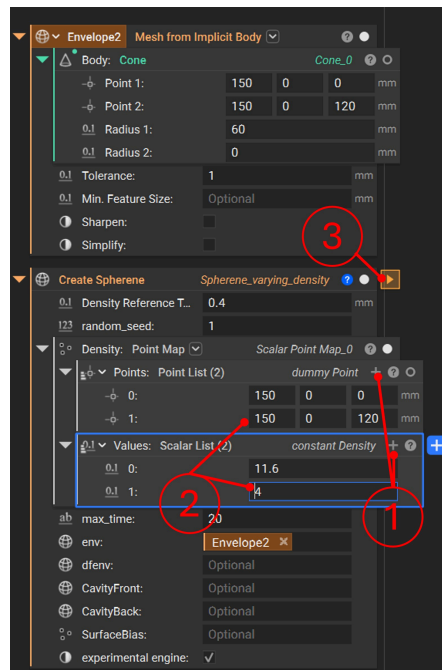 Envelope2 Mesh from Implicit Body
Body: Cone Cone_0
Point 1: 150 0 0 mm
Point 2: 150 0 120 mm
0.1 Radius 1: 60 mm
0.1 Radius 2: 0 mm
0.1 Tolerance: 1 mm
0.1 Min. Feature Size: Optional mm
Sharpen:
Simplify:
3
Create Spherene Spherene_varying_density
0.1 Density Reference T... 0.4 mm
123 random_seed: 1
Density: Point Map Scalar Point Map_0
Points: Point List (2) dummy Point
0: 150 0 0 mm
1: 150 0 120 mm
0.1 Values: Scalar List (2) constant Density
0.1 0: 11.6
0.1 1: 4
2 1
ab max_time: 20
env: Envelope2
dfenv: Optional
CavityFront: Optional
CavityBack: Optional
SurfaceBias: Optional
experimental engine: